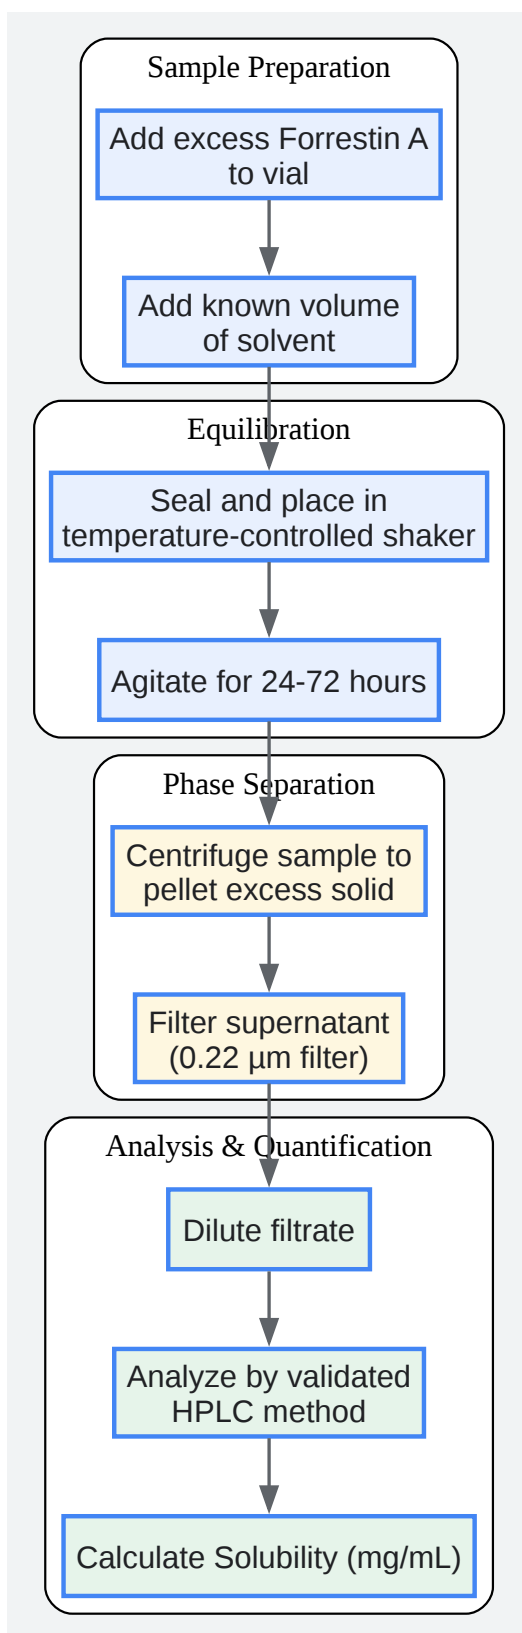 Sample Preparation
Add excess Forrestin A
to vial
Add known volume
of solvent
Equilibration
Seal and place in
temperature-controlled shaker
Agitate for 24-72 hours
Phase Separation
Centrifuge sample to
pellet excess solid
Filter supernatant
(0.22 µm filter)
Analysis & Quantification
Dilute filtrate
Analyze by validated
HPLC method
Calculate Solubility (mg/mL)